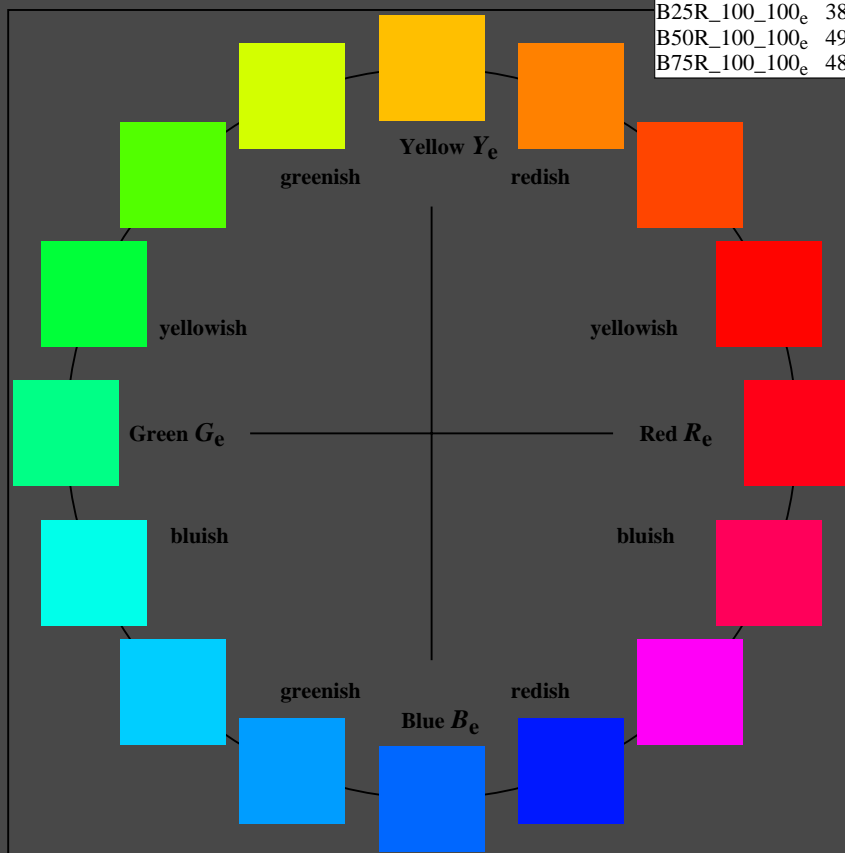 B25R_100_100e 38
B50R_100_100e 49
B75R_100_100e 48
Yellow Ye
greenish redish
yellowish yellowish
Green Ge Red Re
bluish bluish
greenish redish
Blue Be